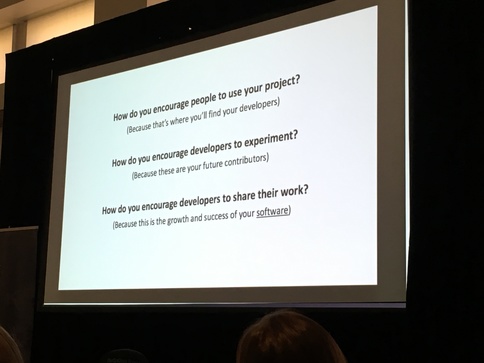 How do you encourage people to use your project?
(Because that's where you'll find your developers)
How do you encourage developers to experiment?
(Because these are your future contributors)
How do you encourage developers to share their work?
(Because this is the growth and success of your software)